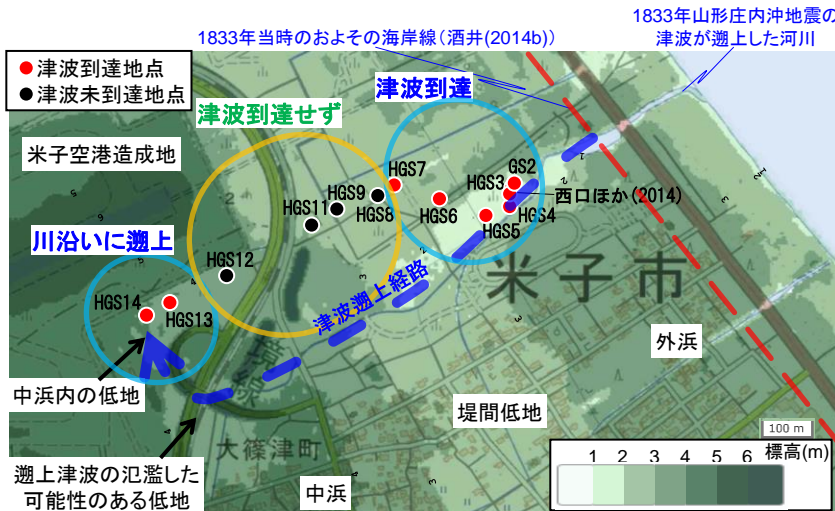 1833年当時のおよその海岸線（酒井(2014b)）
1833年山形庄内沖地震の
津波が遡上した河川
津波到達地点
津波未到達地点
津波到達せず
津波到達
米子空港造成地
HGS7
HGS3
GS2
HGS9
HGS8
HGS6
西口ほか(2014)
HGS11
HGS5
HGS4
川沿いに遡上
HGS12
津波遡上経路
米子市
HGS14
HGS13
外浜
中浜内の低地
堤間低地
100 m
大篠津町
遡上津波の氾濫した
可能性のある低地
中浜
1 2 3 4 5 6 標高(m)